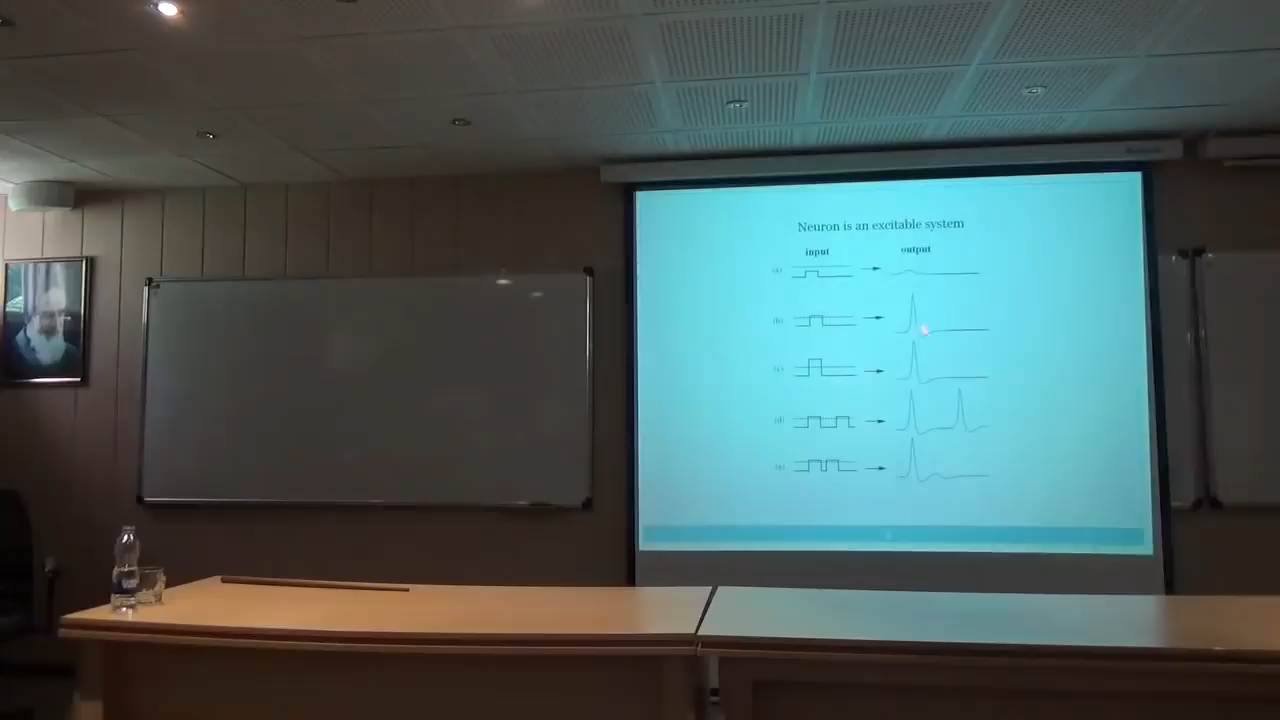 Neuron is an excitable system
input output
(a)
(b)
(c)
(d)
(e)